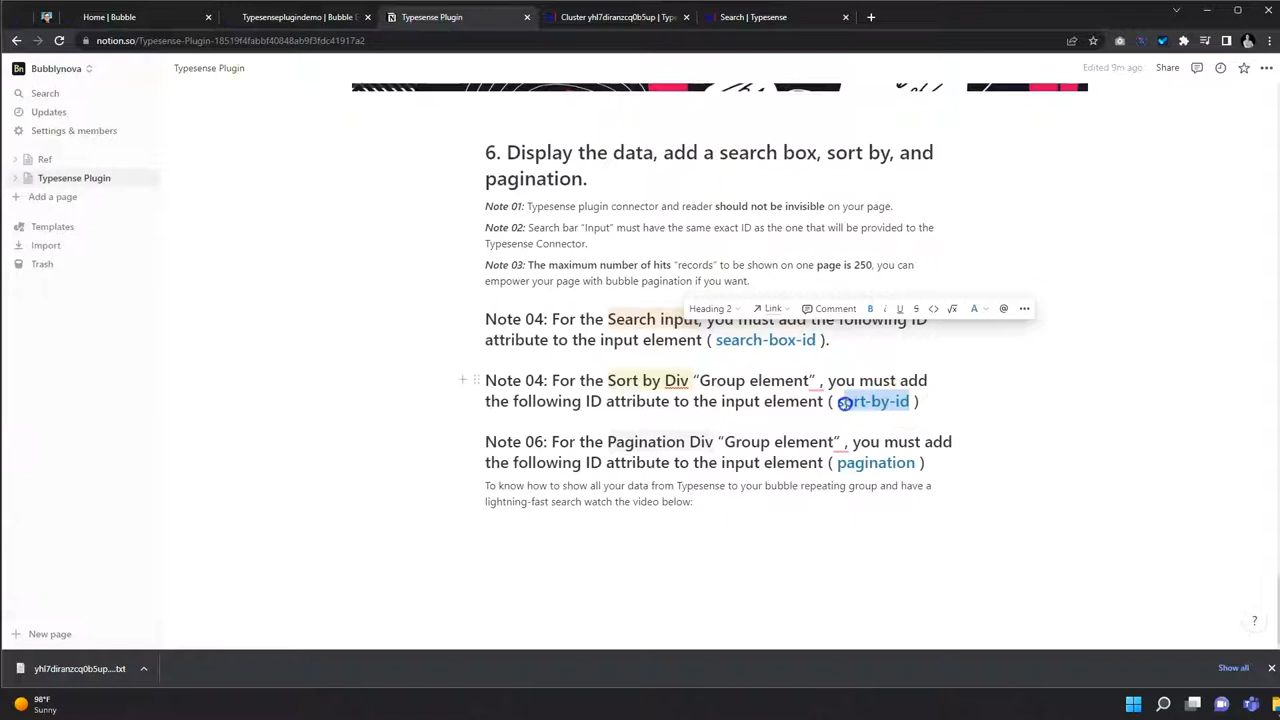 Home | Bubble
Typesenseplugindemo | Bubble E
Typesense Plugin
Cluster yhl7diranzcq0b5up | Typ
Search | Typesense
notion.so/Typesense-Plugin-18519f4fabbf40848ab9f3fdc41917a2
Bubblynova
Typesense Plugin
Edited 9m ago
Share
Search
Updates
Settings & members
Ref
Typesense Plugin
Add a page
Templates
Import
Trash
6. Display the data, add a search box, sort by, and
pagination.
Note 01: Typesense plugin connector and reader should not be invisible on your page.
Note 02: Search bar “Input” must have the same exact ID as the one that will be provided to the
Typesense Connector.
Note 03: The maximum number of hits “records” to be shown on one page is 250, you can
empower your page with bubble pagination if you want.
Heading 2
Link
Comment
B i U S <> √x A @
Note 04: For the Search input, you must add the following ID
attribute to the input element ( search-box-id ).
Note 04: For the Sort by Div “Group element” , you must add
the following ID attribute to the input element ( sort-by-id )
Note 06: For the Pagination Div “Group element” , you must add
the following ID attribute to the input element ( pagination )
To know how to show all your data from Typesense to your bubble repeating group and have a
lightning-fast search watch the video below:
?
New page
yhl7diranzcq0b5up....txt
Show all
98°F
Sunny